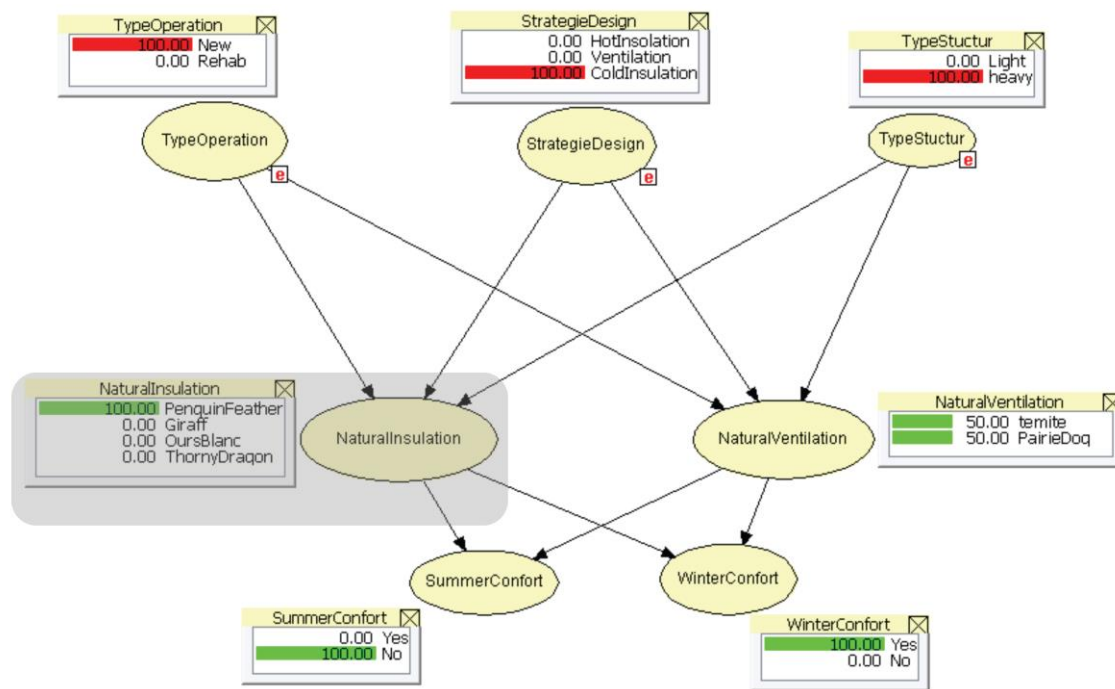 TypeOperation
100.00 New
0.00 Rehab
StrategieDesign
0.00 HotInsolation
0.00 Ventilation
100.00 ColdInsulation
TypeStuctur
0.00 Light
100.00 heavy
TypeOperation
e
StrategieDesign
e
TypeStuctur
e
NaturalInsulation
100.00 PenguinFeather
0.00 Giraff
0.00 OursBlanc
0.00 ThornyDragon
NaturalInsulation
NaturalVentilation
NaturalVentilation
50.00 temite
50.00 PairieDog
SummerConfort
WinterConfort
SummerConfort
0.00 Yes
100.00 No
WinterConfort
100.00 Yes
0.00 No